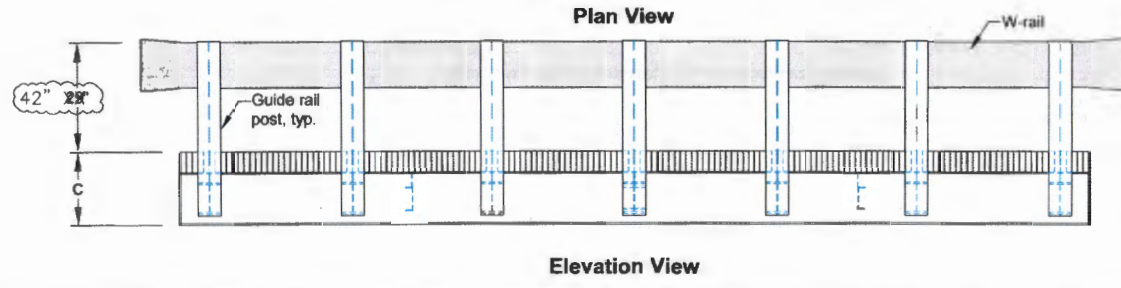 Plan View
W-rail
42"
Guide rail
post, typ.
C
Elevation View